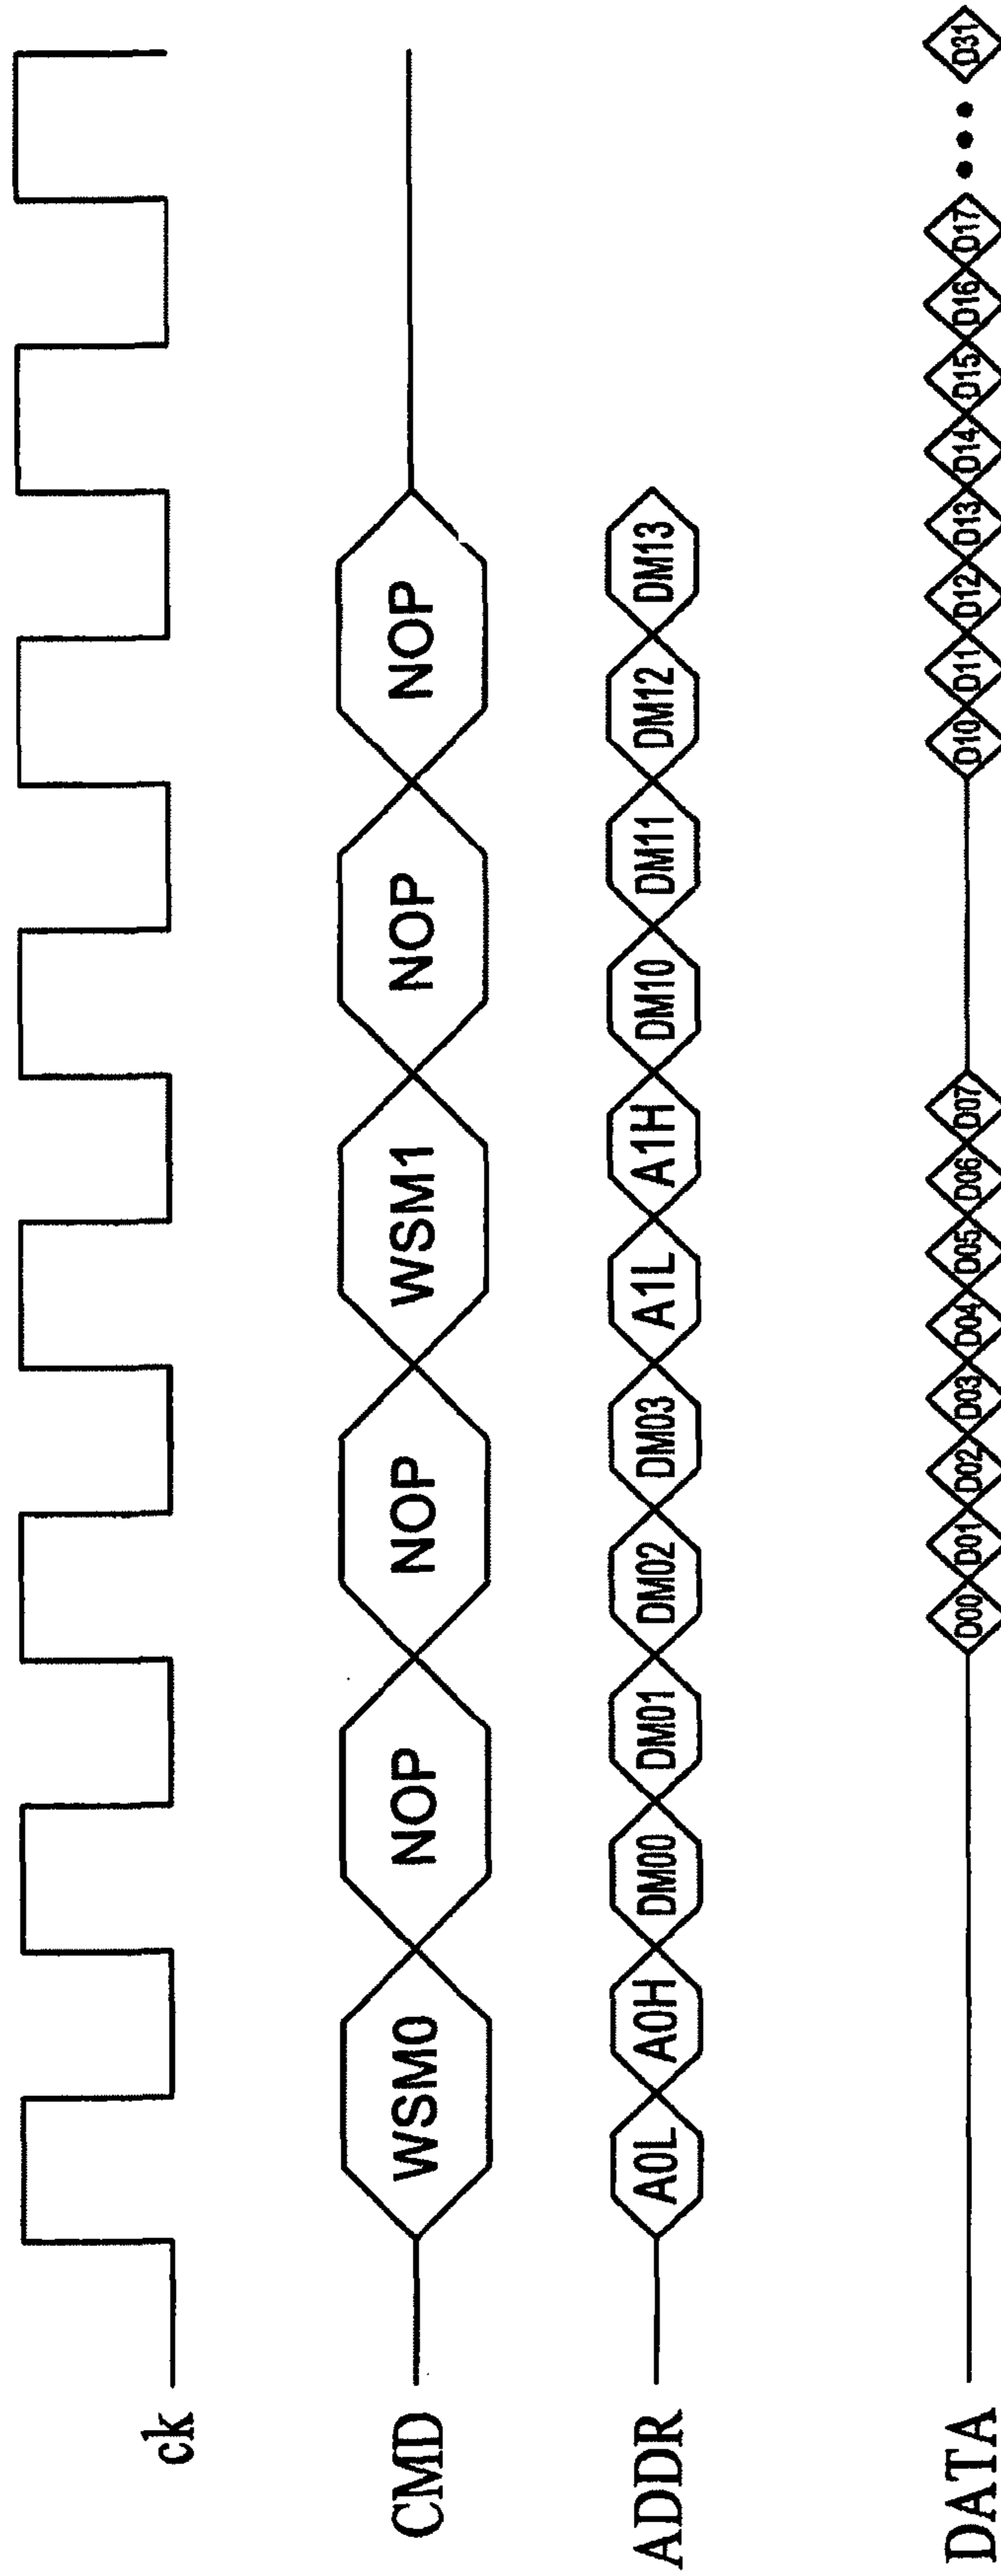 ck
CMD WSM0 NOP NOP WSM1 NOP NOP
ADDR A0L A0H DM00 DM01 DM02 DM03 A1L A1H DM10 DM11 DM12 DM13
DATA D00 D01 D02 D03 D04 D05 D06 D07 D10 D11 D12 D13 D14 D15 D16 D17 ••• D31